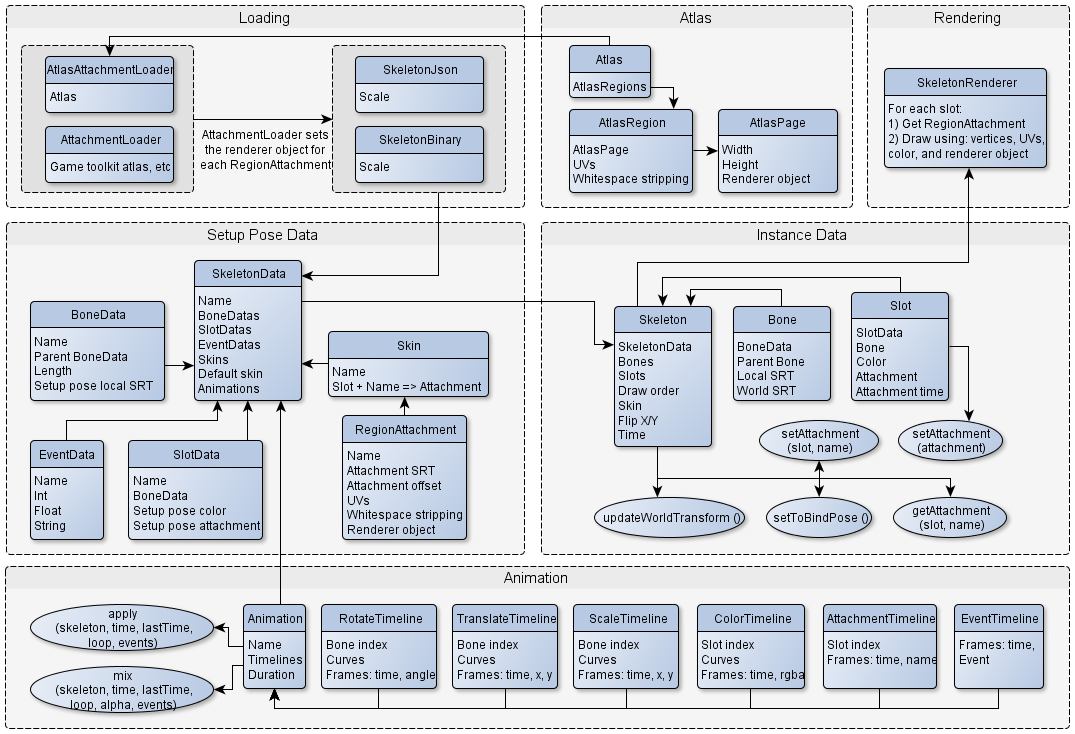 Loading
AtlasAttachmentLoader
Atlas
AttachmentLoader
Game toolkit atlas, etc
AttachmentLoader sets
the renderer object for
each RegionAttachment
SkeletonJson
Scale
SkeletonBinary
Scale
Atlas
Atlas
AtlasRegions
AtlasRegion
AtlasPage
UVs
Whitespace stripping
AtlasPage
Width
Height
Renderer object
Rendering
SkeletonRenderer
For each slot:
1) Get RegionAttachment
2) Draw using: vertices, UVs,
color, and renderer object
Setup Pose Data
BoneData
Name
Parent BoneData
Length
Setup pose local SRT
SkeletonData
Name
BoneDatas
SlotDatas
EventDatas
Skins
Default skin
Animations
Skin
Name
Slot + Name => Attachment
EventData
Name
Int
Float
String
SlotData
Name
BoneData
Setup pose color
Setup pose attachment
RegionAttachment
Name
Attachment SRT
Attachment offset
UVs
Whitespace stripping
Renderer object
Instance Data
Skeleton
SkeletonData
Bones
Slots
Draw order
Skin
Flip X/Y
Time
Bone
BoneData
Parent Bone
Local SRT
World SRT
Slot
SlotData
Bone
Color
Attachment
Attachment time
setAttachment
(slot, name)
setAttachment
(attachment)
updateWorldTransform ()
setToBindPose ()
getAttachment
(slot, name)
Animation
apply
(skeleton, time, lastTime,
loop, events)
mix
(skeleton, time, lastTime,
loop, alpha, events)
Animation
Name
Timelines
Duration
RotateTimeline
Bone index
Curves
Frames: time, angle
TranslateTimeline
Bone index
Curves
Frames: time, x, y
ScaleTimeline
Bone index
Curves
Frames: time, x, y
ColorTimeline
Slot index
Curves
Frames: time, rgba
AttachmentTimeline
Slot index
Frames: time, name
EventTimeline
Frames: time,
Event